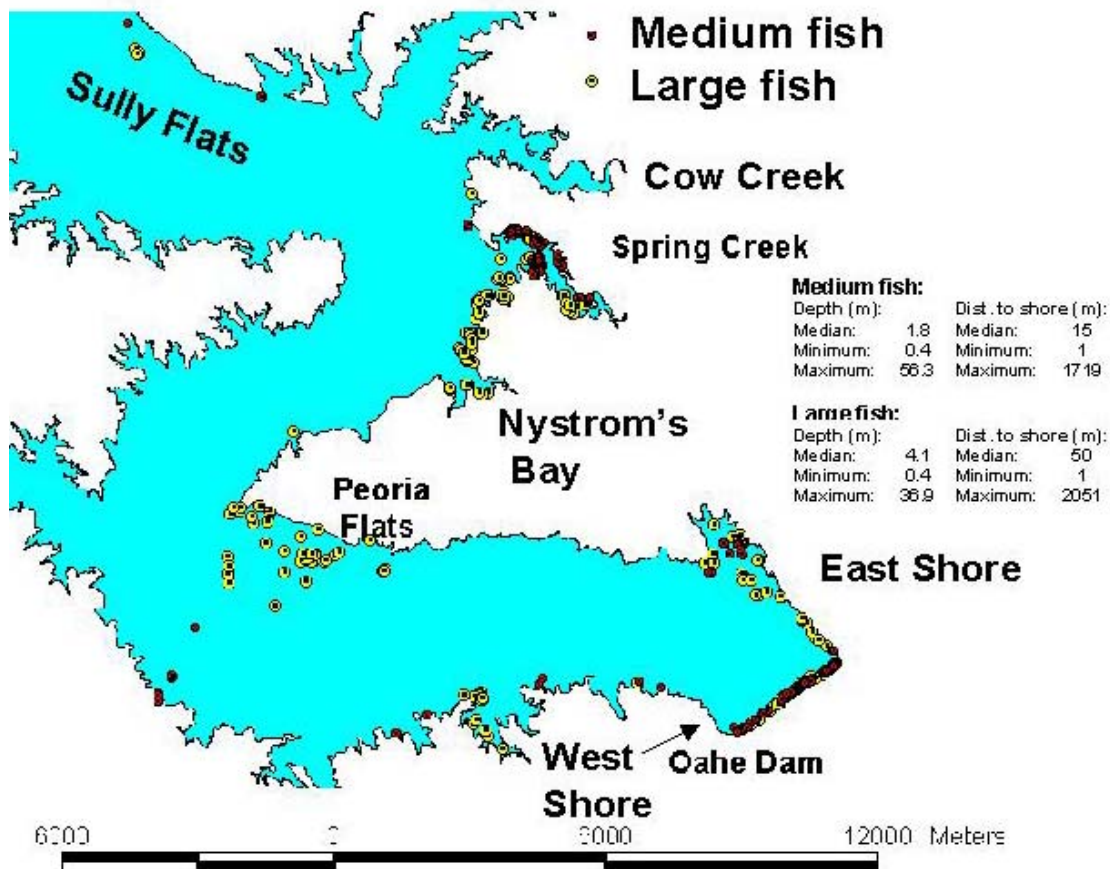 Medium fish
Large fish
Sully Flats
Cow Creek
Spring Creek
Medium fish:
Depth (m): Dist. to shore (m):
Median: 1.8 Median: 15
Minimum: 0.4 Minimum: 1
Maximum: 56.3 Maximum: 1719
Large fish:
Depth (m): Dist. to shore (m):
Median: 4.1 Median: 50
Minimum: 0.4 Minimum: 1
Maximum: 36.9 Maximum: 2051
Nystrom's
Bay
Peoria
Flats
East Shore
West
Shore
Oahe Dam
6000 0 6000 12000 Meters